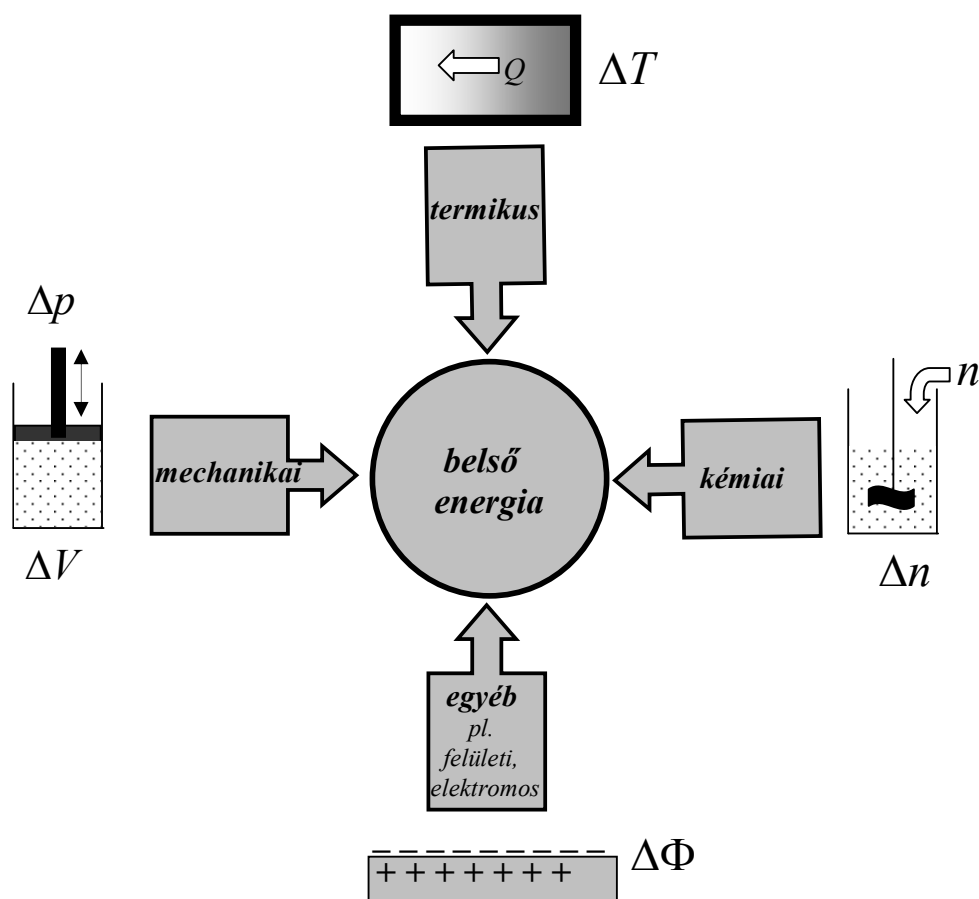 Q
ΔT
termikus
Δp
ΔV
mechanikai
belső
energia
kémiai
n
Δn
egyéb
pl.
felületi,
elektromos
– – – – – – – – –
+ + + + + + +
ΔΦ